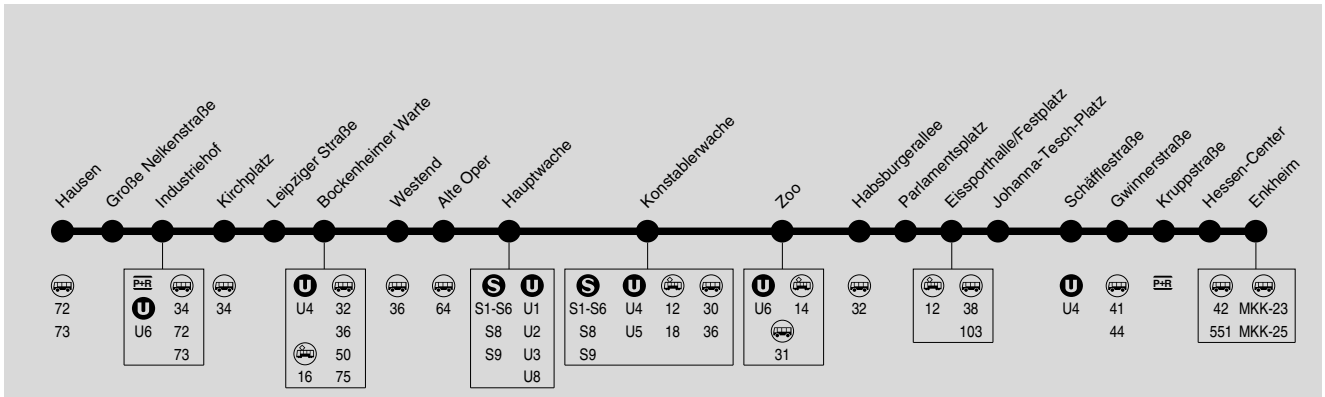 Hausen
Große Nelkenstraße
Industriehof
Kirchplatz
Leipziger Straße
Bockenheimer Warte
Westend
Alte Oper
Hauptwache
Konstablerwache
Zoo
Habsburgerallee
Parlamentsplatz
Eissporthalle/Festplatz
Johanna-Tesch-Platz
Schäfflestraße
Gwinnerstraße
Kruppstraße
Hessen-Center
Enkheim
72
73
P+R
U 34
U6 72
73
34
U
U4 32
36
50
16 75
36
64
S U
S1-S6 U1
S8 U2
S9 U3
U8
S U
S1-S6 U4 12 30
S8 U5 18 36
S9
U
U6 14
31
32
12 38
103
U
U4
41
44
P+R
42 MKK-23
551 MKK-25